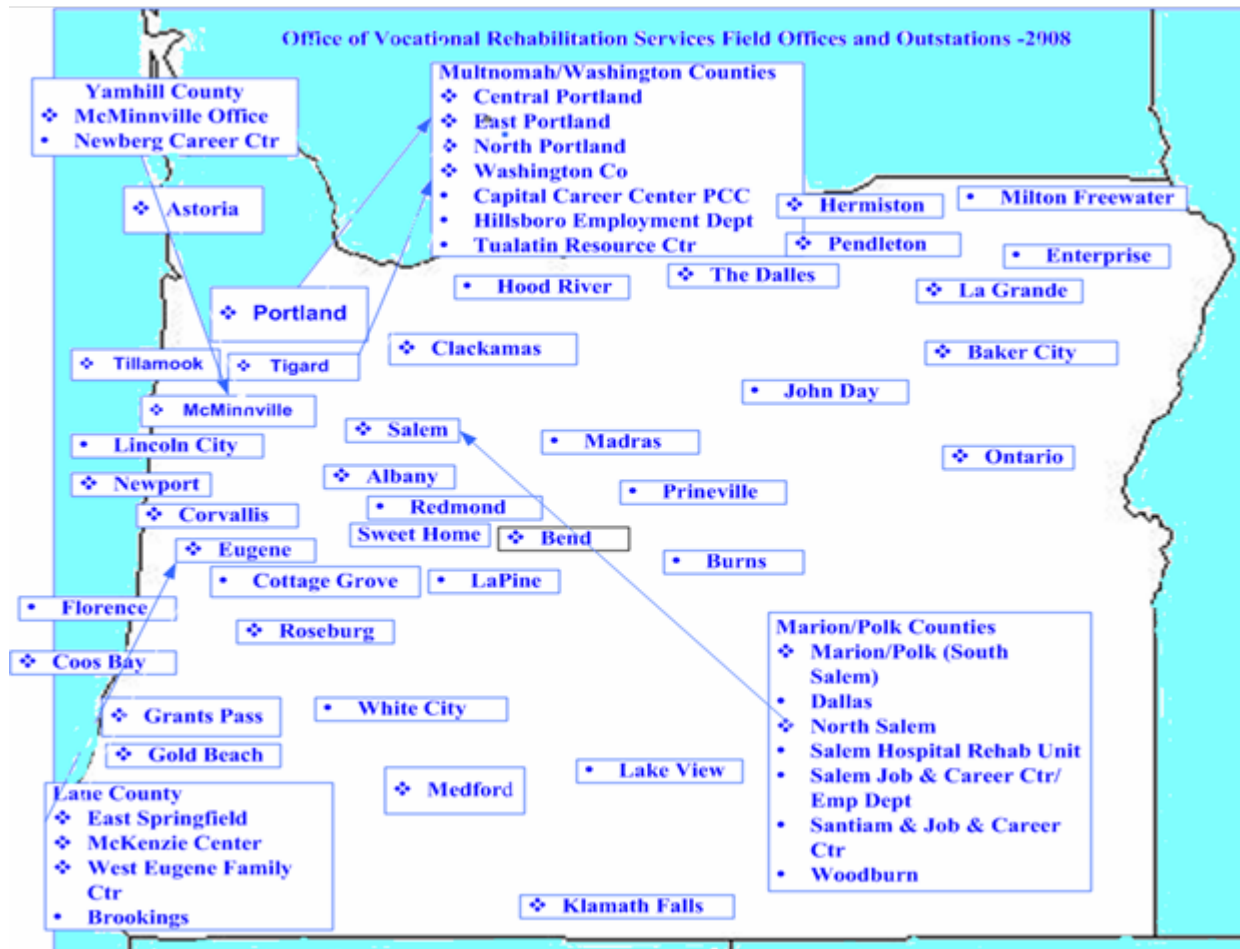 Office of Vocational Rehabilitation Services Field Offices and Outstations -2908
Yamhill County
❖ McMinnville Office
• Newberg Career Ctr
Multnomah/Washington Counties
❖ Central Portland
❖ East Portland
❖ North Portland
❖ Washington Co
• Capital Career Center PCC
• Hillsboro Employment Dept
• Tualatin Resource Ctr
❖ Astoria
❖ Hermiston
• Milton Freewater
❖ Pendleton
• Enterprise
❖ The Dalles
• Hood River
❖ La Grande
❖ Portland
❖ Clackamas
❖ Baker City
❖ Tillamook
❖ Tigard
• John Day
❖ McMinnville
❖ Salem
• Madras
• Lincoln City
❖ Ontario
❖ Albany
❖ Newport
• Prineville
• Redmond
❖ Corvallis
Sweet Home
❖ Bend
❖ Eugene
• Burns
• Cottage Grove
• LaPine
• Florence
❖ Roseburg
❖ Coos Bay
Marion/Polk Counties
❖ Marion/Polk (South
Salem)
• Dallas
❖ North Salem
• Salem Hospital Rehab Unit
• Salem Job & Career Ctr/
Emp Dept
• Santiam & Job & Career
Ctr
• Woodburn
❖ Grants Pass
• White City
❖ Gold Beach
• Lake View
❖ Medford
Lane County
❖ East Springfield
❖ McKenzie Center
❖ West Eugene Family
Ctr
• Brookings
❖ Klamath Falls